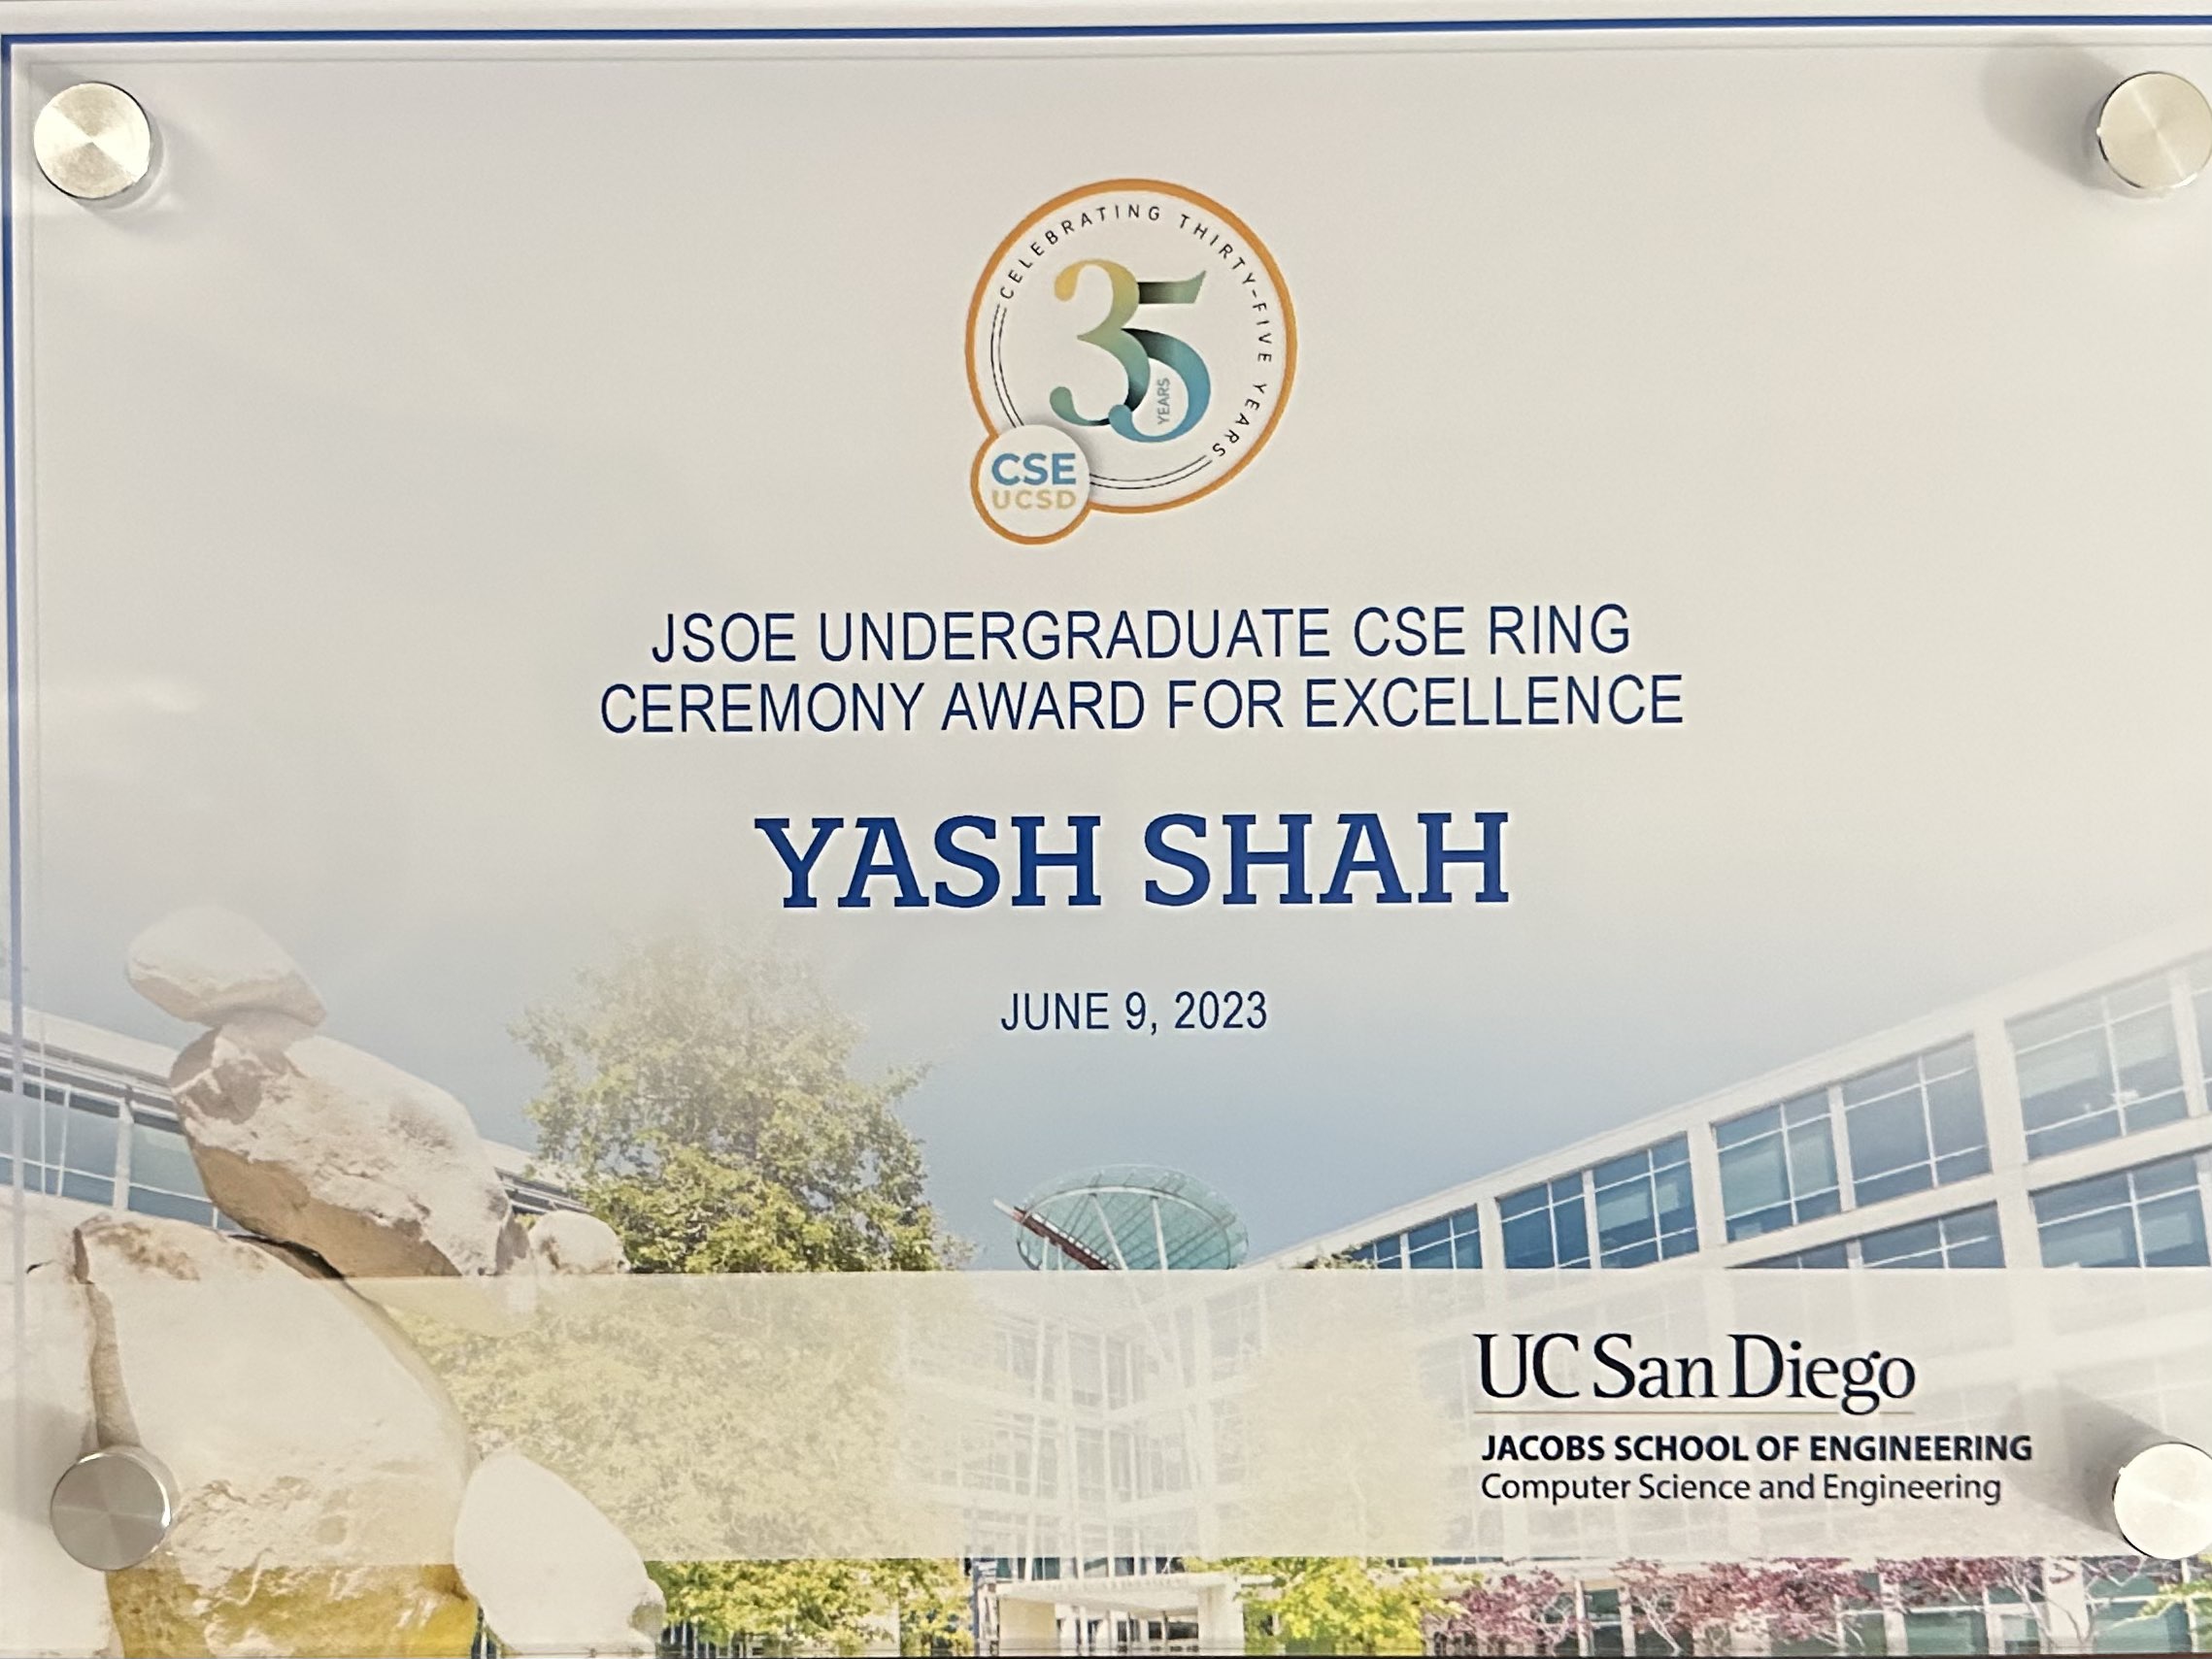 CELEBRATING THIRTY-FIVE YEARS
35
YEARS
CSE
UCSD
JSOE UNDERGRADUATE CSE RING
CEREMONY AWARD FOR EXCELLENCE
YASH SHAH
JUNE 9, 2023
UC San Diego
JACOBS SCHOOL OF ENGINEERING
Computer Science and Engineering